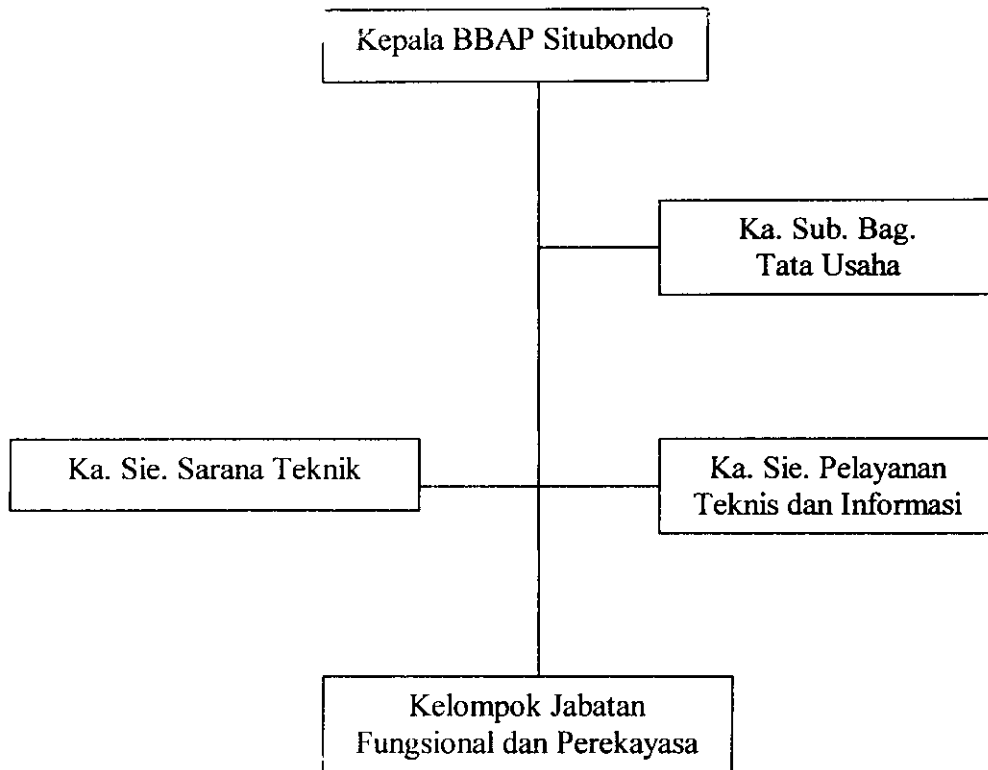 Kepala BBAP Situbondo
Ka. Sub. Bag.
Tata Usaha
Ka. Sie. Sarana Teknik
Ka. Sie. Pelayanan
Teknis dan Informasi
Kelompok Jabatan
Fungsional dan Perekayasa